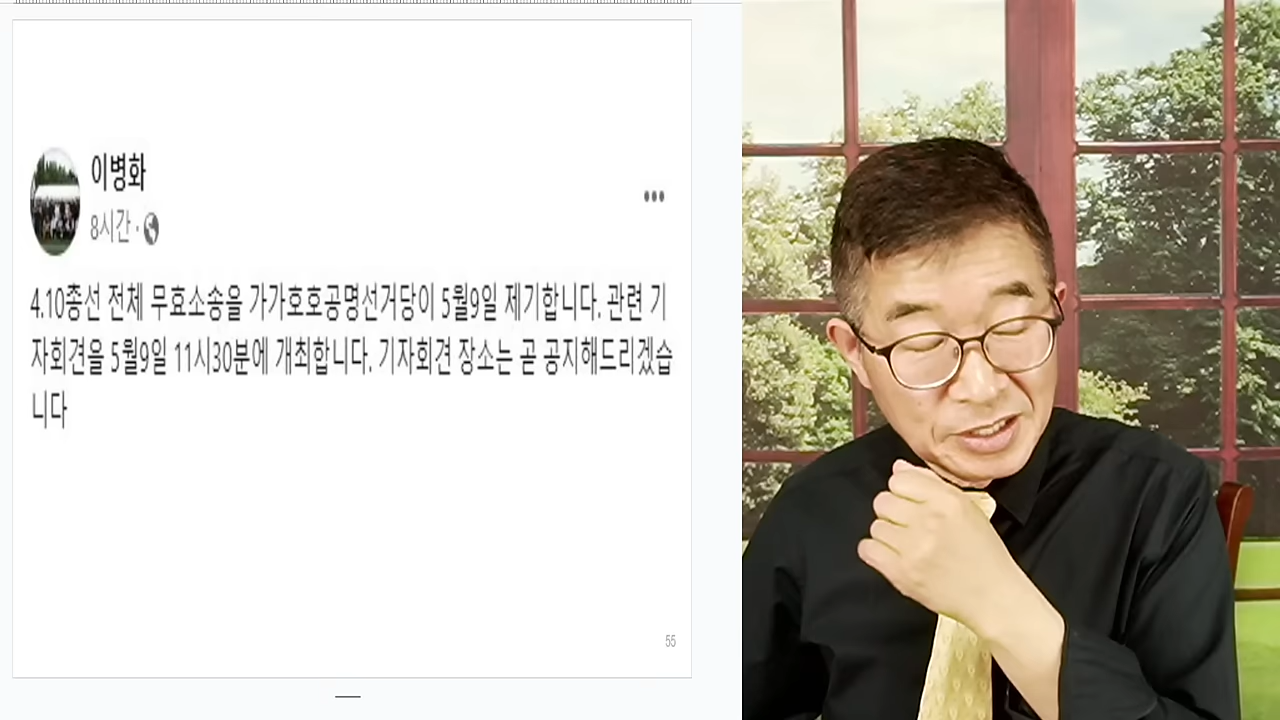 이병화
8시간 ·
4.10총선 전체 무효소송을 가가호호공명선거당이 5월9일 제기합니다. 관련 기
자회견을 5월9일 11시30분에 개최합니다. 기자회견 장소는 곧 공지해드리겠습
니다
55